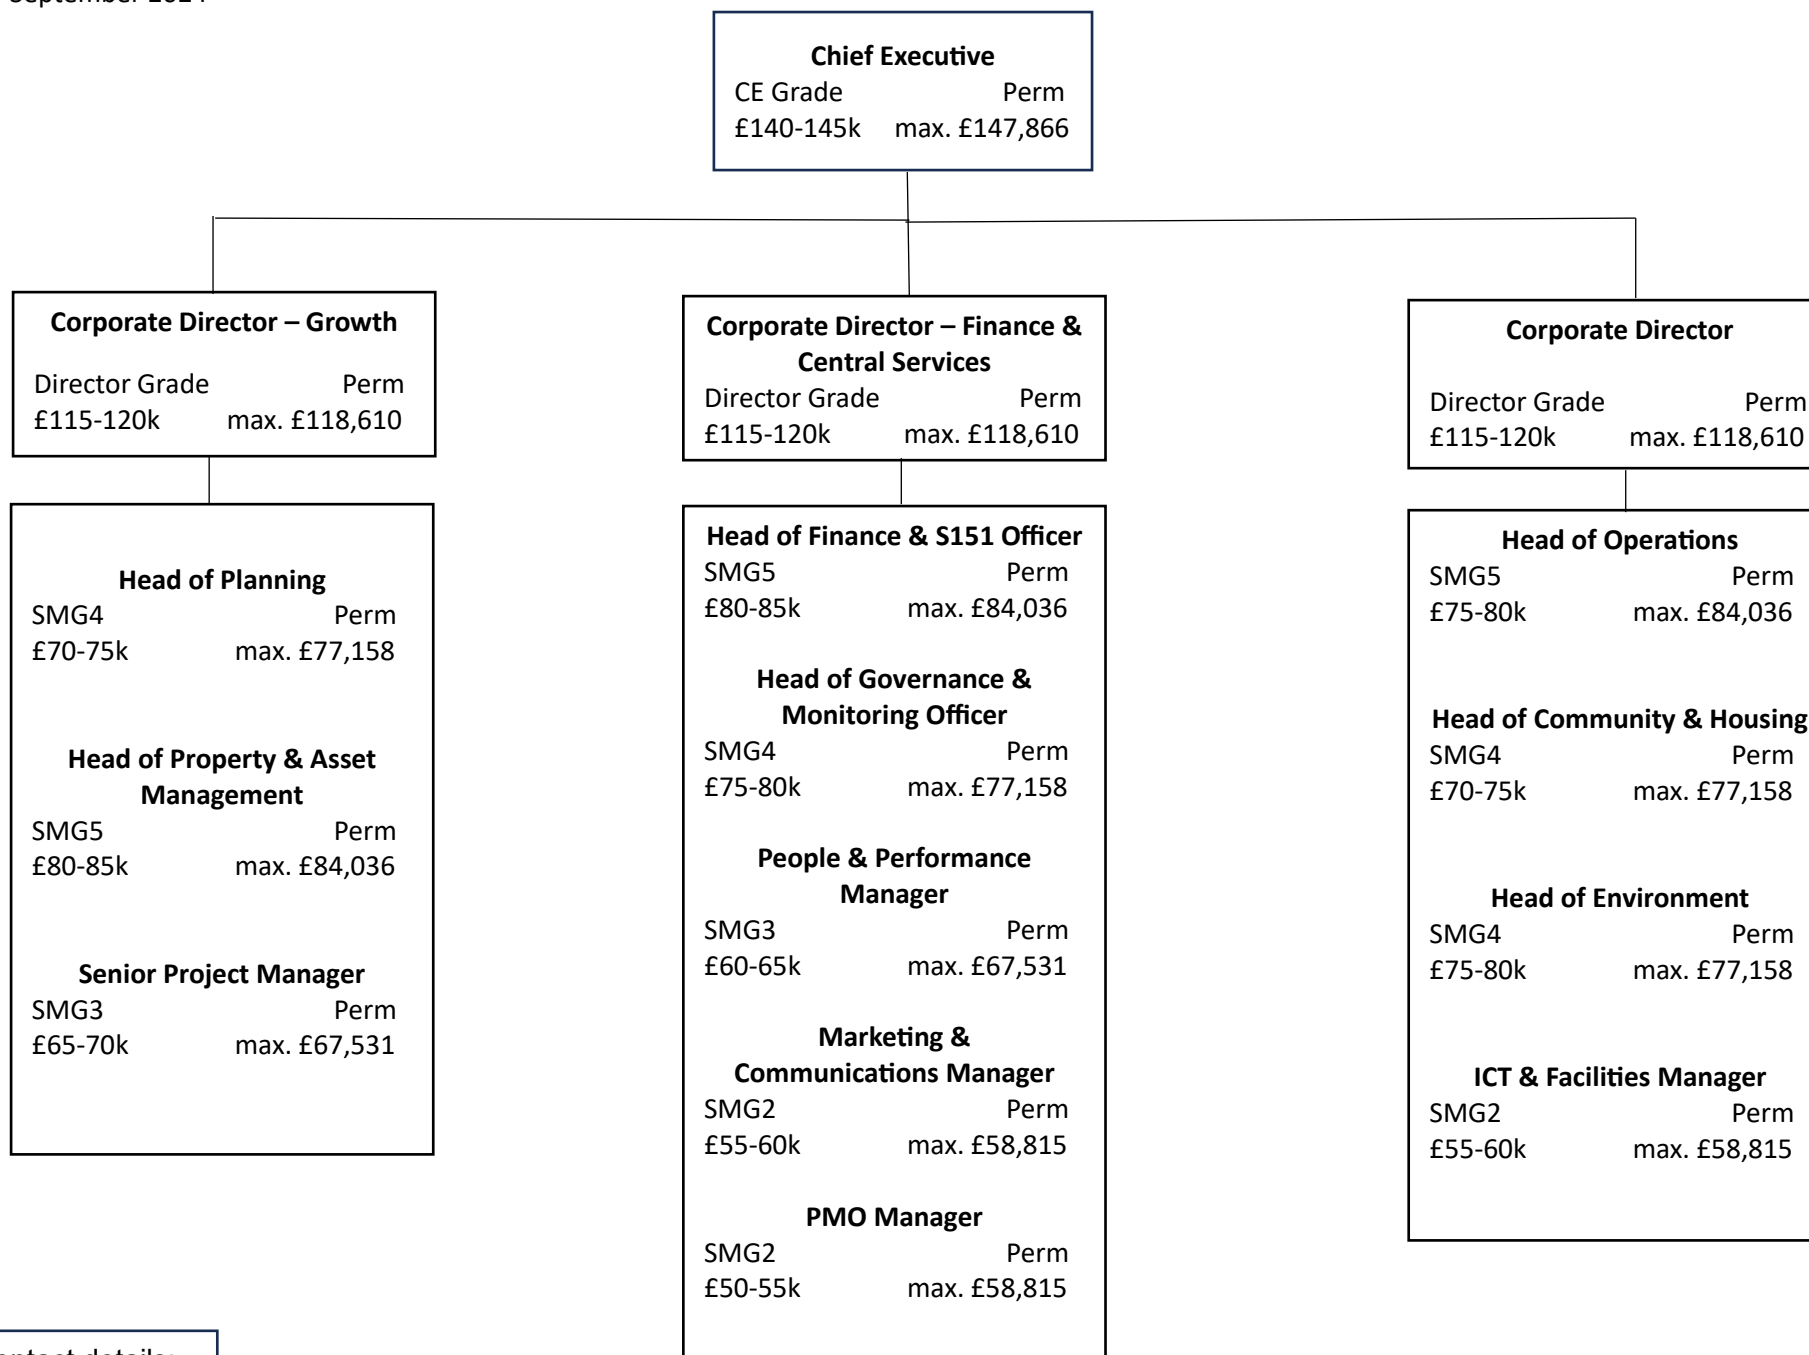 Chief Executive
CE Grade Perm
£140-145k max. £147,866
Corporate Director – Growth
Director Grade Perm
£115-120k max. £118,610
Head of Planning
SMG4 Perm
£70-75k max. £77,158
Head of Property & Asset
Management
SMG5 Perm
£80-85k max. £84,036
Senior Project Manager
SMG3 Perm
£65-70k max. £67,531
Corporate Director – Finance &
Central Services
Director Grade Perm
£115-120k max. £118,610
Head of Finance & S151 Officer
SMG5 Perm
£80-85k max. £84,036
Head of Governance &
Monitoring Officer
SMG4 Perm
£75-80k max. £77,158
People & Performance
Manager
SMG3 Perm
£60-65k max. £67,531
Marketing &
Communications Manager
SMG2 Perm
£55-60k max. £58,815
PMO Manager
SMG2 Perm
£50-55k max. £58,815
Corporate Director
Director Grade Perm
£115-120k max. £118,610
Head of Operations
SMG5 Perm
£75-80k max. £84,036
Head of Community & Housing
SMG4 Perm
£70-75k max. £77,158
Head of Environment
SMG4 Perm
£75-80k max. £77,158
ICT & Facilities Manager
SMG2 Perm
£55-60k max. £58,815